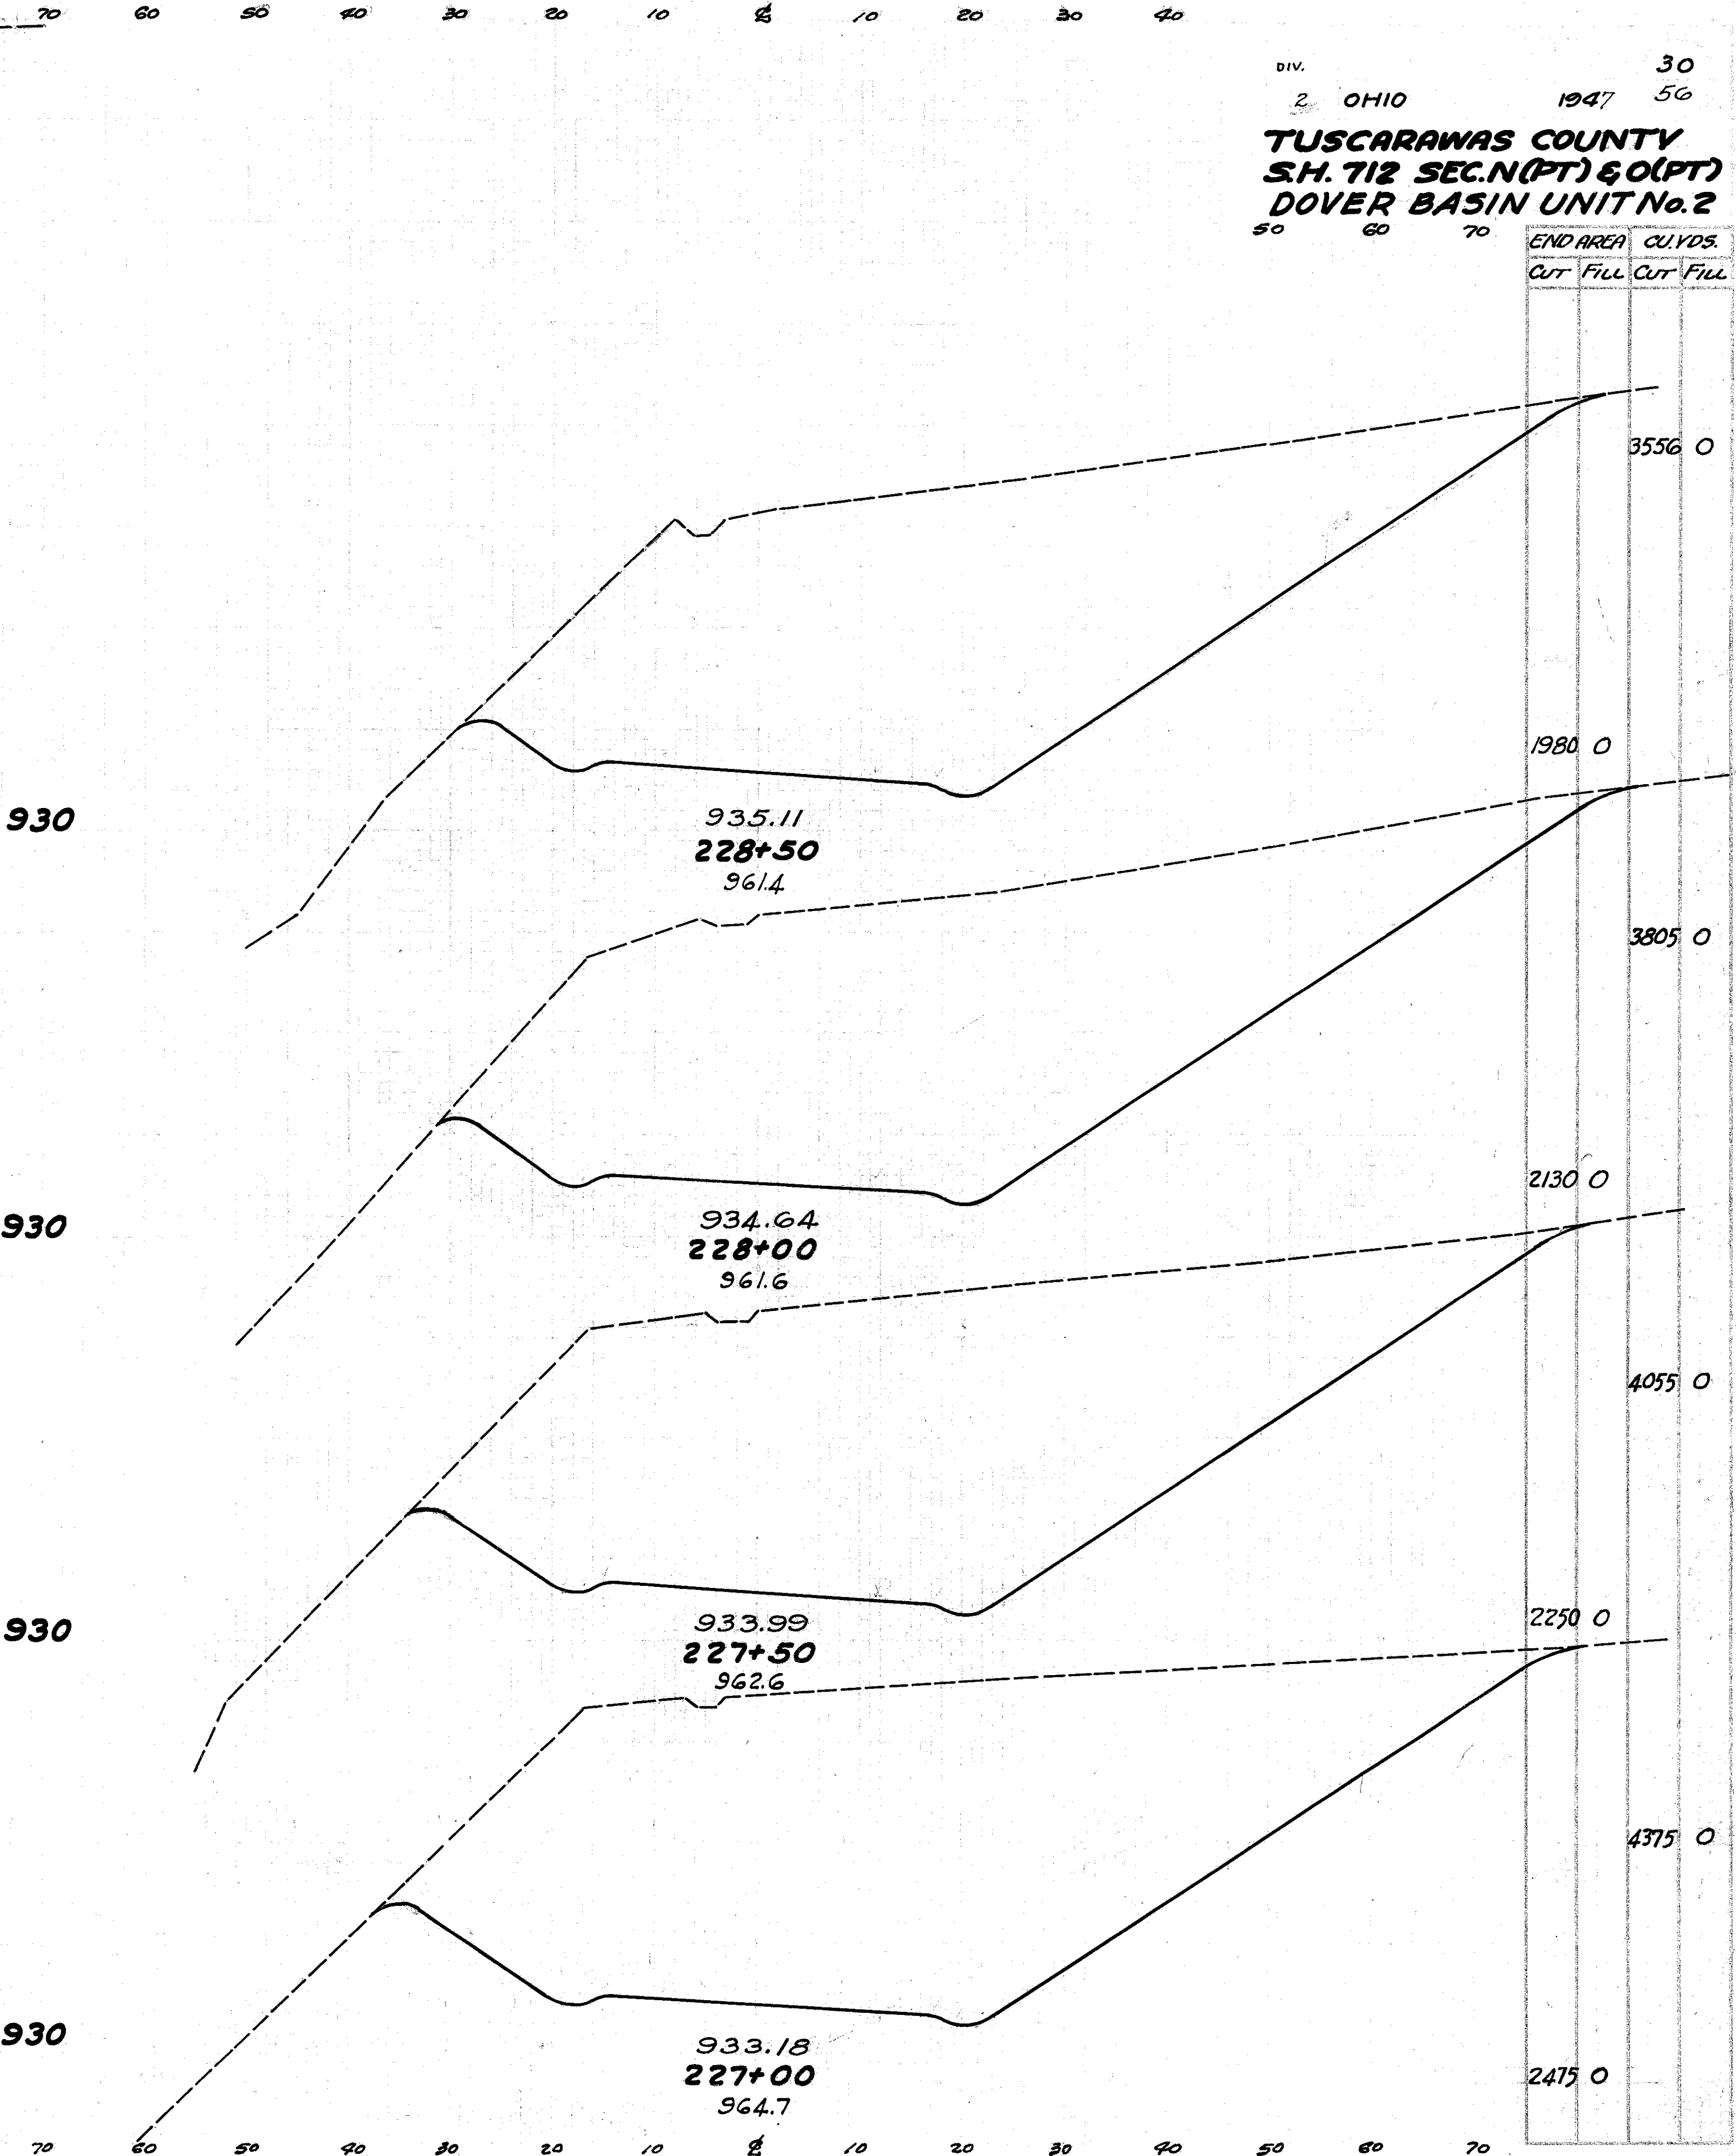 70 60 50 40 30 20 10 ℄ 10 20 30 40
DIV. 30
2 OHIO 1947 56
TUSCARAWAS COUNTY
S.H. 712 SEC.N(PT) & O(PT)
DOVER BASIN UNIT No.2
50 60 70
END AREA CU.YDS.
CUT FILL CUT FILL
3556 0
1980 0
930
935.11
228+50
961.4
3805 0
2130 0
930
934.64
228+00
961.6
4055 0
2250 0
930
933.99
227+50
962.6
4375 0
930
933.18
227+00
964.7
2475 0
70 60 50 40 30 20 10 ℄ 10 20 30 40 50 60 70